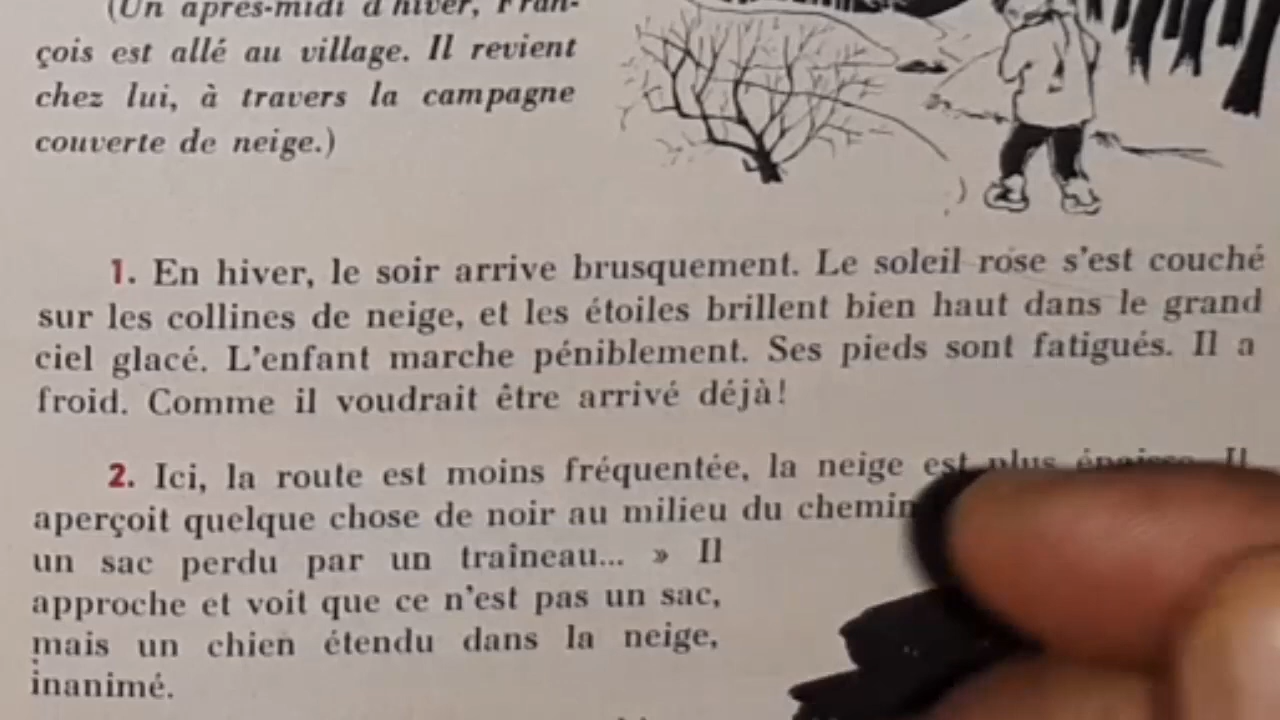 (Un après-midi d'hiver, Fran-
çois est allé au village. Il revient
chez lui, à travers la campagne
couverte de neige.)
1. En hiver, le soir arrive brusquement. Le soleil rose s'est couché
sur les collines de neige, et les étoiles brillent bien haut dans le grand
ciel glacé. L'enfant marche péniblement. Ses pieds sont fatigués. Il a
froid. Comme il voudrait être arrivé déjà!
2. Ici, la route est moins fréquentée, la neige est plus épaisse. Il
aperçoit quelque chose de noir au milieu du chemin
un sac perdu par un traîneau... » Il
approche et voit que ce n'est pas un sac,
mais un chien étendu dans la neige,
inanimé.